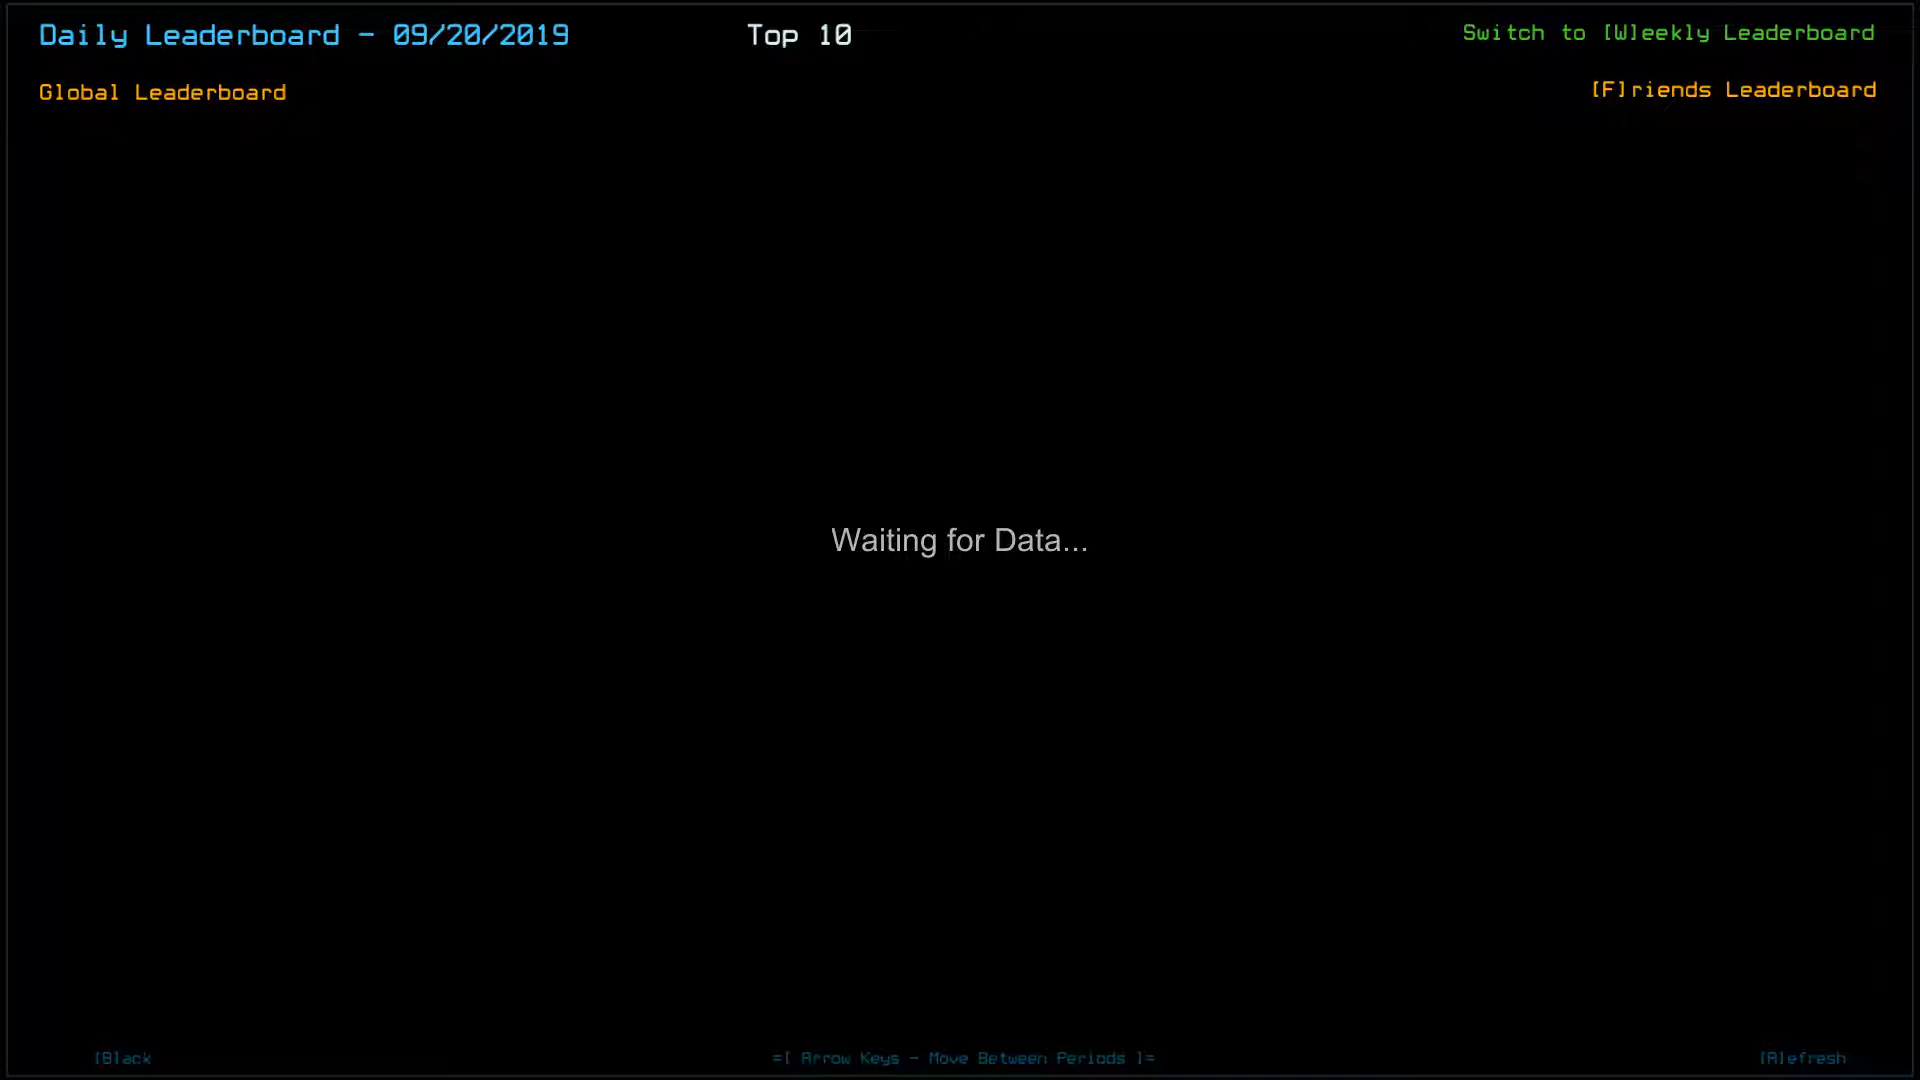 Daily Leaderboard - 09/20/2019
Top 10
Switch to [W]eekly Leaderboard
Global Leaderboard
[F]riends Leaderboard
Waiting for Data...
[B]ack
=[ Arrow Keys - Move Between Periods ]=
[R]efresh